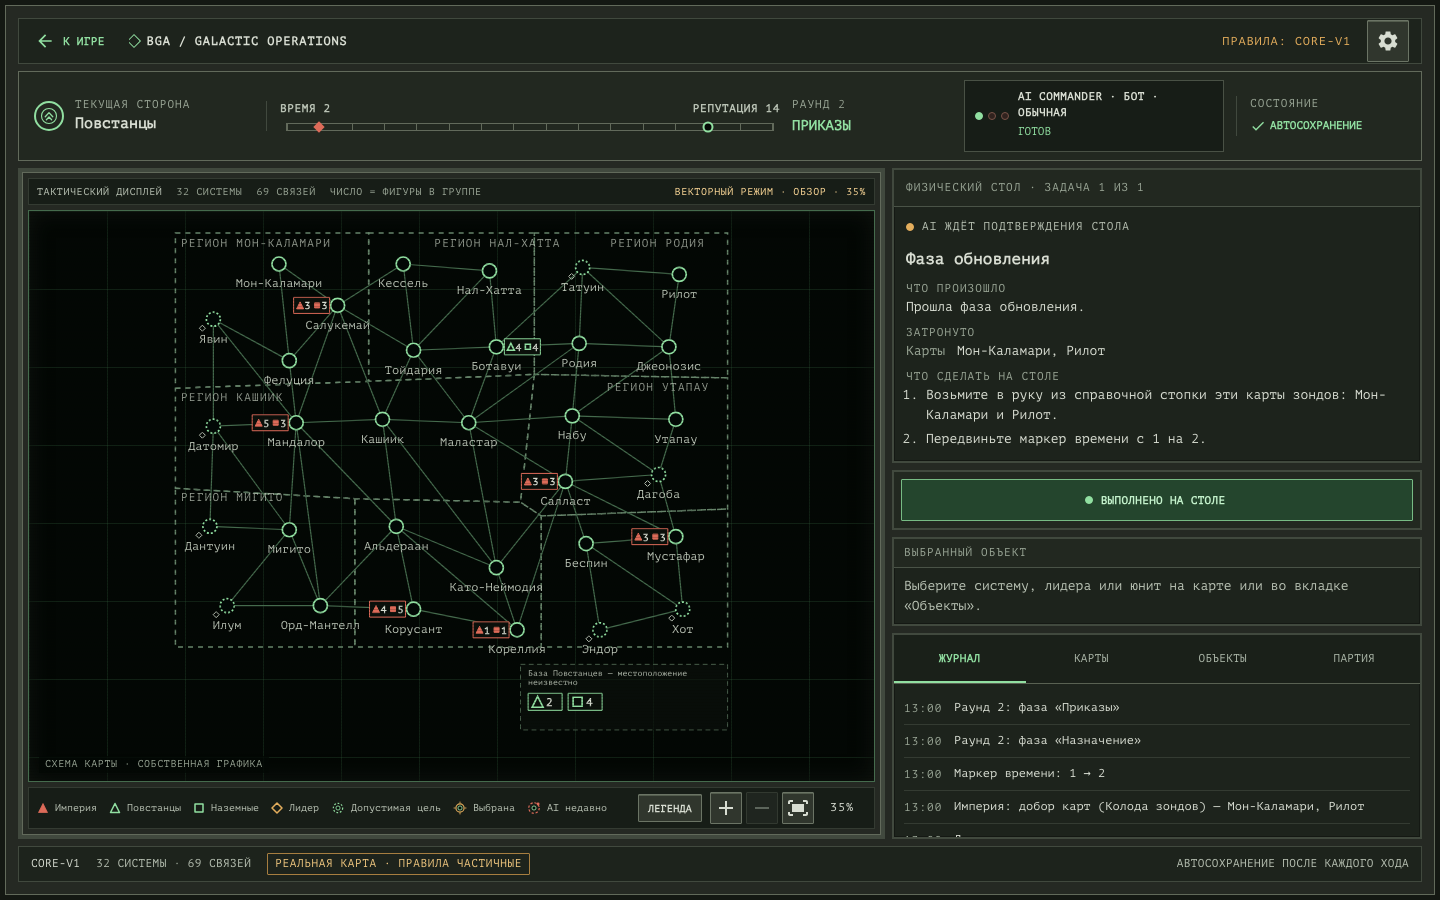 К ИГРЕ
BGA / GALACTIC OPERATIONS
ПРАВИЛА: CORE-V1
ТЕКУЩАЯ СТОРОНА
Повстанцы
ВРЕМЯ 2
РЕПУТАЦИЯ 14
РАУНД 2
ПРИКАЗЫ
AI COMMANDER · БОТ ·
ОБЫЧНАЯ
ГОТОВ
СОСТОЯНИЕ
АВТОСОХРАНЕНИЕ
ТАКТИЧЕСКИЙ ДИСПЛЕЙ 32 СИСТЕМЫ 69 СВЯЗЕЙ ЧИСЛО = ФИГУРЫ В ГРУППЕ
ВЕКТОРНЫЙ РЕЖИМ · ОБЗОР · 35%
РЕГИОН МОН-КАЛАМАРИ
РЕГИОН НАЛ-ХАТТА
РЕГИОН РОДИЯ
Мон-Каламари
Кессель
Нал-Хатта
Татуин
Рилот
3 3
Салукемай
Явин
Фелуция
Тойдария
4 4
Ботавуи
Родия
Джеонозис
РЕГИОН КАШИИК
РЕГИОН УТАПАУ
Датомир
5 3
Мандалор
Кашиик
Маластар
Набу
Утапау
3 3
Салласт
Дагоба
РЕГИОН МИГИТО
Дантуин
Мигито
Альдераан
Беспин
3 3
Мустафар
Като-Неймодия
Илум
Орд-Мантелл
4 5
Корусант
1 1
Кореллия
Эндор
Хот
База Повстанцев — местоположение
неизвестно
2 4
СХЕМА КАРТЫ · СОБСТВЕННАЯ ГРАФИКА
Империя Повстанцы Наземные Лидер Допустимая цель Выбрана AI недавно
ЛЕГЕНДА
+ − 35%
ФИЗИЧЕСКИЙ СТОЛ · ЗАДАЧА 1 ИЗ 1
AI ЖДЁТ ПОДТВЕРЖДЕНИЯ СТОЛА
Фаза обновления
ЧТО ПРОИЗОШЛО
Прошла фаза обновления.
ЗАТРОНУТО
Карты Мон-Каламари, Рилот
ЧТО СДЕЛАТЬ НА СТОЛЕ
1. Возьмите в руку из справочной стопки эти карты зондов: Мон-
Каламари и Рилот.
2. Передвиньте маркер времени с 1 на 2.
ВЫПОЛНЕНО НА СТОЛЕ
ВЫБРАННЫЙ ОБЪЕКТ
Выберите систему, лидера или юнит на карте или во вкладке
«Объекты».
ЖУРНАЛ КАРТЫ ОБЪЕКТЫ ПАРТИЯ
13:00 Раунд 2: фаза «Приказы»
13:00 Раунд 2: фаза «Назначение»
13:00 Маркер времени: 1 → 2
13:00 Империя: добор карт (Колода зондов) — Мон-Каламари, Рилот
CORE-V1 32 СИСТЕМЫ · 69 СВЯЗЕЙ
РЕАЛЬНАЯ КАРТА · ПРАВИЛА ЧАСТИЧНЫЕ
АВТОСОХРАНЕНИЕ ПОСЛЕ КАЖДОГО ХОДА